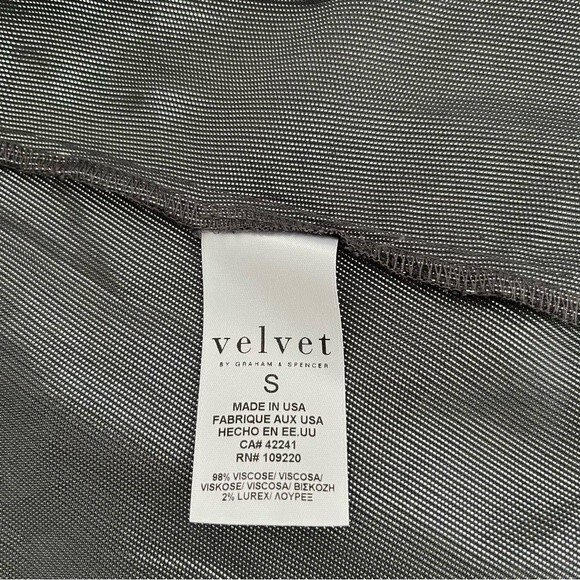 velvet
BY GRAHAM & SPENCER
S
MADE IN USA
FABRIQUE AUX USA
HECHO EN EE.UU
CA# 42241
RN# 109220
98% VISCOSE/ VISCOSA/
VISKOSE/ VISCOSA/ ΒΙΣΚΟΖΗ
2% LUREX/ ΛΟΥΡΕΞ